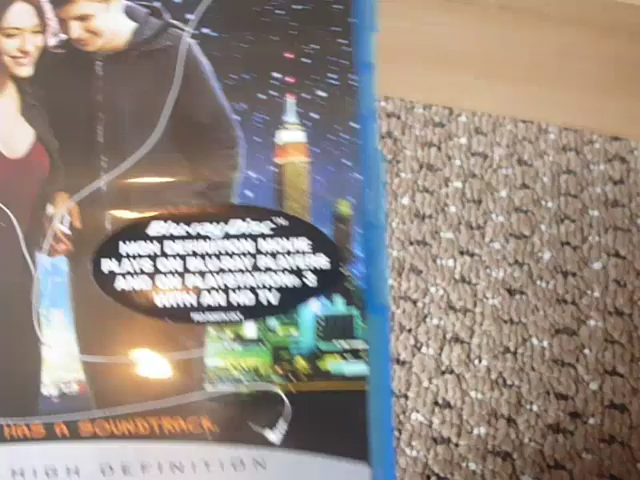 Blu-ray Disc™
HIGH DEFINITION MOVIE
PLAYS ON BLU-RAY PLAYERS
AND ON PLAYSTATION® 3
WITH AN HD TV
HAS A SOUNDTRACK.
HIGH DEFINITION